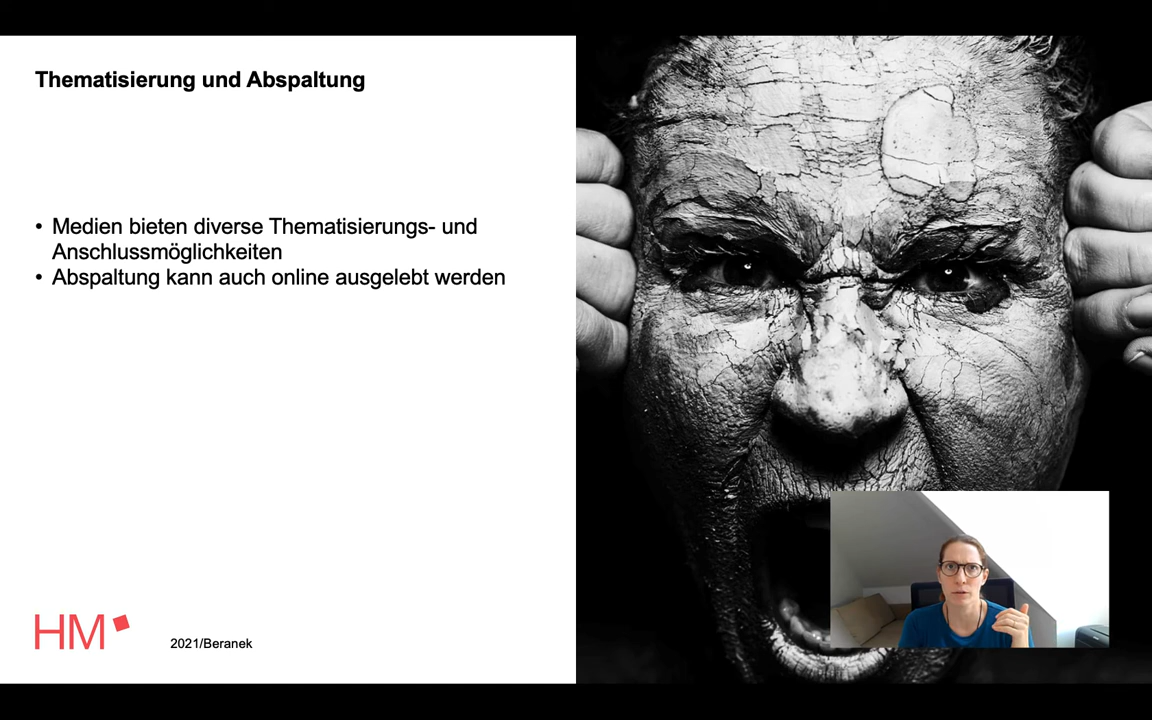 Thematisierung und Abspaltung
• Medien bieten diverse Thematisierungs- und
Anschlussmöglichkeiten
• Abspaltung kann auch online ausgelebt werden
HM
2021/Beranek